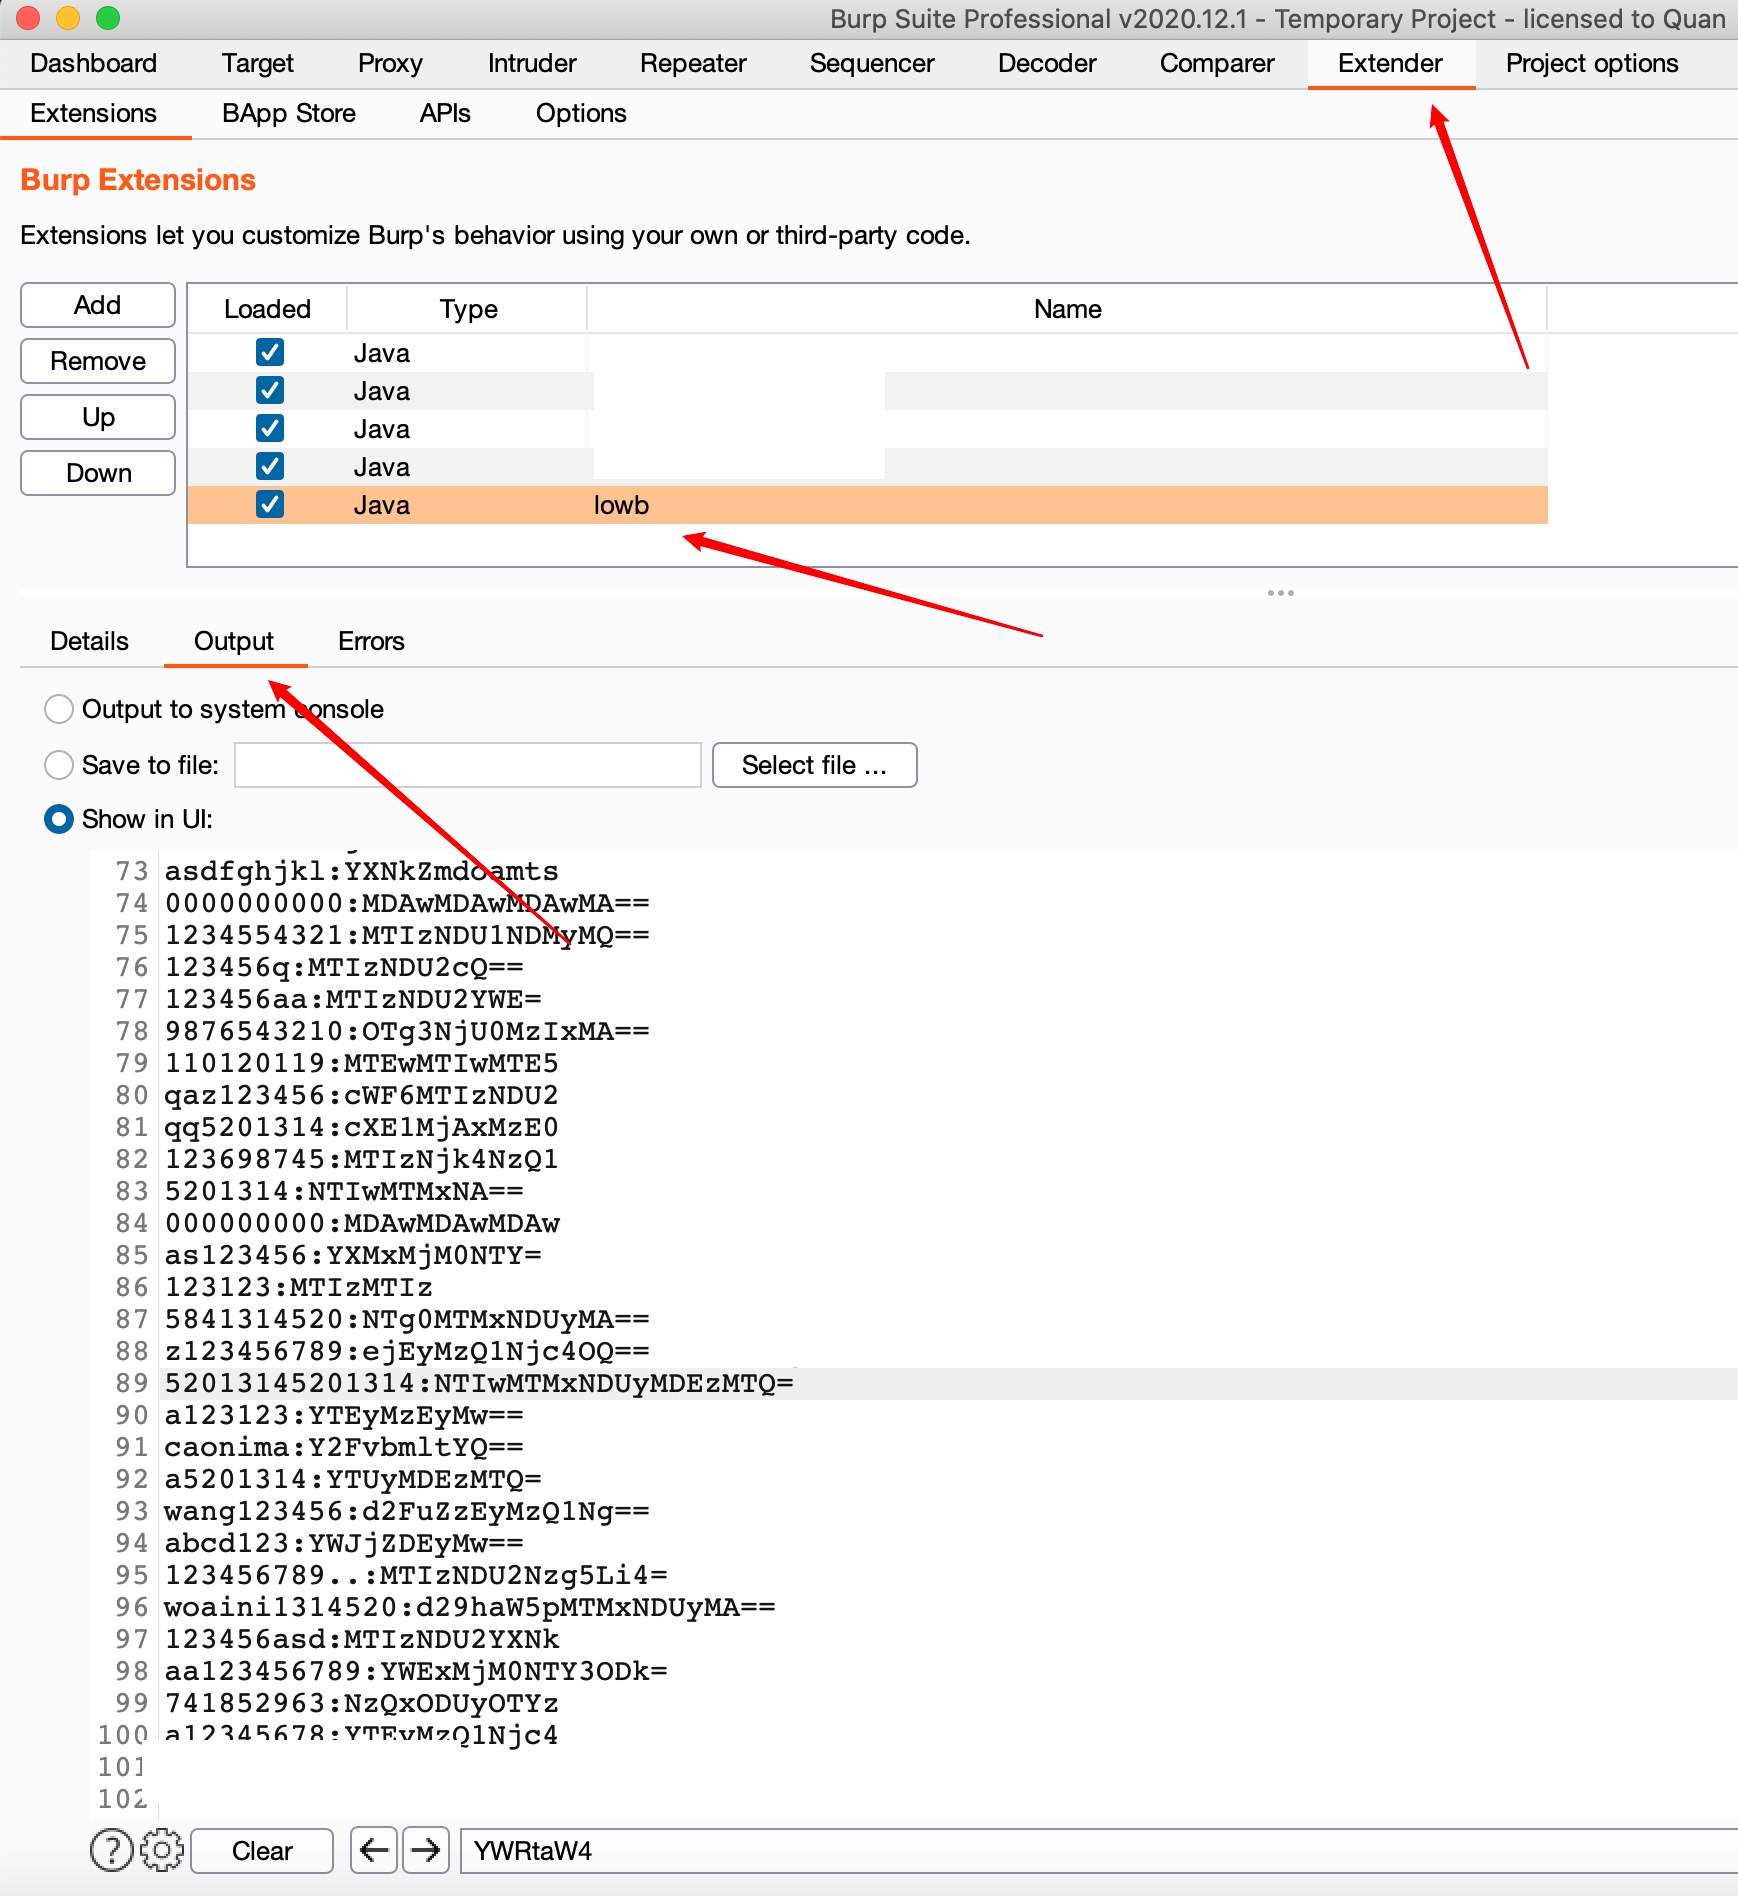 Burp Suite Professional v2020.12.1 - Temporary Project - licensed to Quan
Dashboard Target Proxy Intruder Repeater Sequencer Decoder Comparer Extender Project options
Extensions BApp Store APIs Options
Burp Extensions
Extensions let you customize Burp's behavior using your own or third-party code.
Add
Remove
Up
Down
Loaded Type Name
Java
Java
Java
Java
Java lowb
Details Output Errors
Output to system console
Save to file: Select file ...
Show in UI:
73 asdfghjkl:YXNkZmdoamts
74 0000000000:MDAwMDAwMDAwMA==
75 1234554321:MTIzNDU1NDMyMQ==
76 123456q:MTIzNDU2cQ==
77 123456aa:MTIzNDU2YWE=
78 9876543210:OTg3NjU0MzIxMA==
79 110120119:MTEwMTIwMTE5
80 qaz123456:cWF6MTIzNDU2
81 qq5201314:cXE1MjAxMzE0
82 123698745:MTIzNjk4NzQ1
83 5201314:NTIwMTMxNA==
84 000000000:MDAwMDAwMDAw
85 as123456:YXMxMjM0NTY=
86 123123:MTIzMTIz
87 5841314520:NTg0MTMxNDUyMA==
88 z123456789:ejEyMzQ1Njc4OQ==
89 52013145201314:NTIwMTMxNDUyMDEzMTQ=
90 a123123:YTEyMzEyMw==
91 caonima:Y2FvbmltYQ==
92 a5201314:YTUyMDEzMTQ=
93 wang123456:d2FuZzEyMzQ1Ng==
94 abcd123:YWJjZDEyMw==
95 123456789..:MTIzNDU2Nzg5Li4=
96 woaini1314520:d29haW5pMTMxNDUyMA==
97 123456asd:MTIzNDU2YXNk
98 aa123456789:YWExMjM0NTY3ODk=
99 741852963:NzQxODUyOTYz
100 a12345678:YTEyMzQ1Njc4
101
102
? Clear ← → YWRtaW4